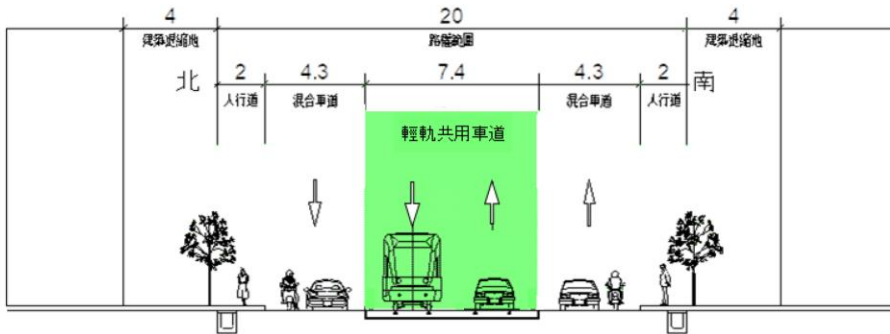 4 20 4
建築退縮地 路權範圍 建築退縮地
北 2 4.3 7.4 4.3 2 南
人行道 混合車道 混合車道 人行道
輕軌共用車道